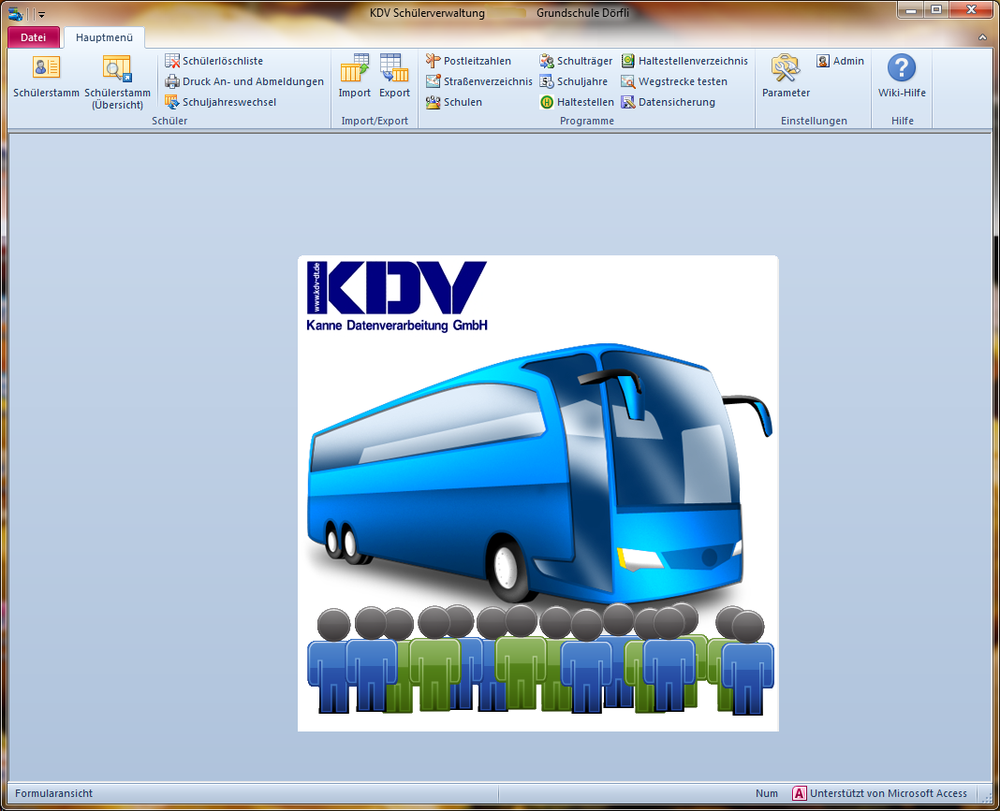 KDV Schülerverwaltung Grundschule Dörfli
Datei Hauptmenü
Schülerstamm
Schülerstamm (Übersicht)
Schülerlöschliste
Druck An- und Abmeldungen
Schuljahreswechsel
Schüler
Import Export
Import/Export
Postleitzahlen Schulträger Haltestellenverzeichnis
Straßenverzeichnis Schuljahre Wegstrecke testen
Schulen Haltestellen Datensicherung
Programme
Parameter Admin
Einstellungen
Wiki-Hilfe
Hilfe
www.kdv-dt.de
KDV
Kanne Datenverarbeitung GmbH
Formularansicht Num Unterstützt von Microsoft Access